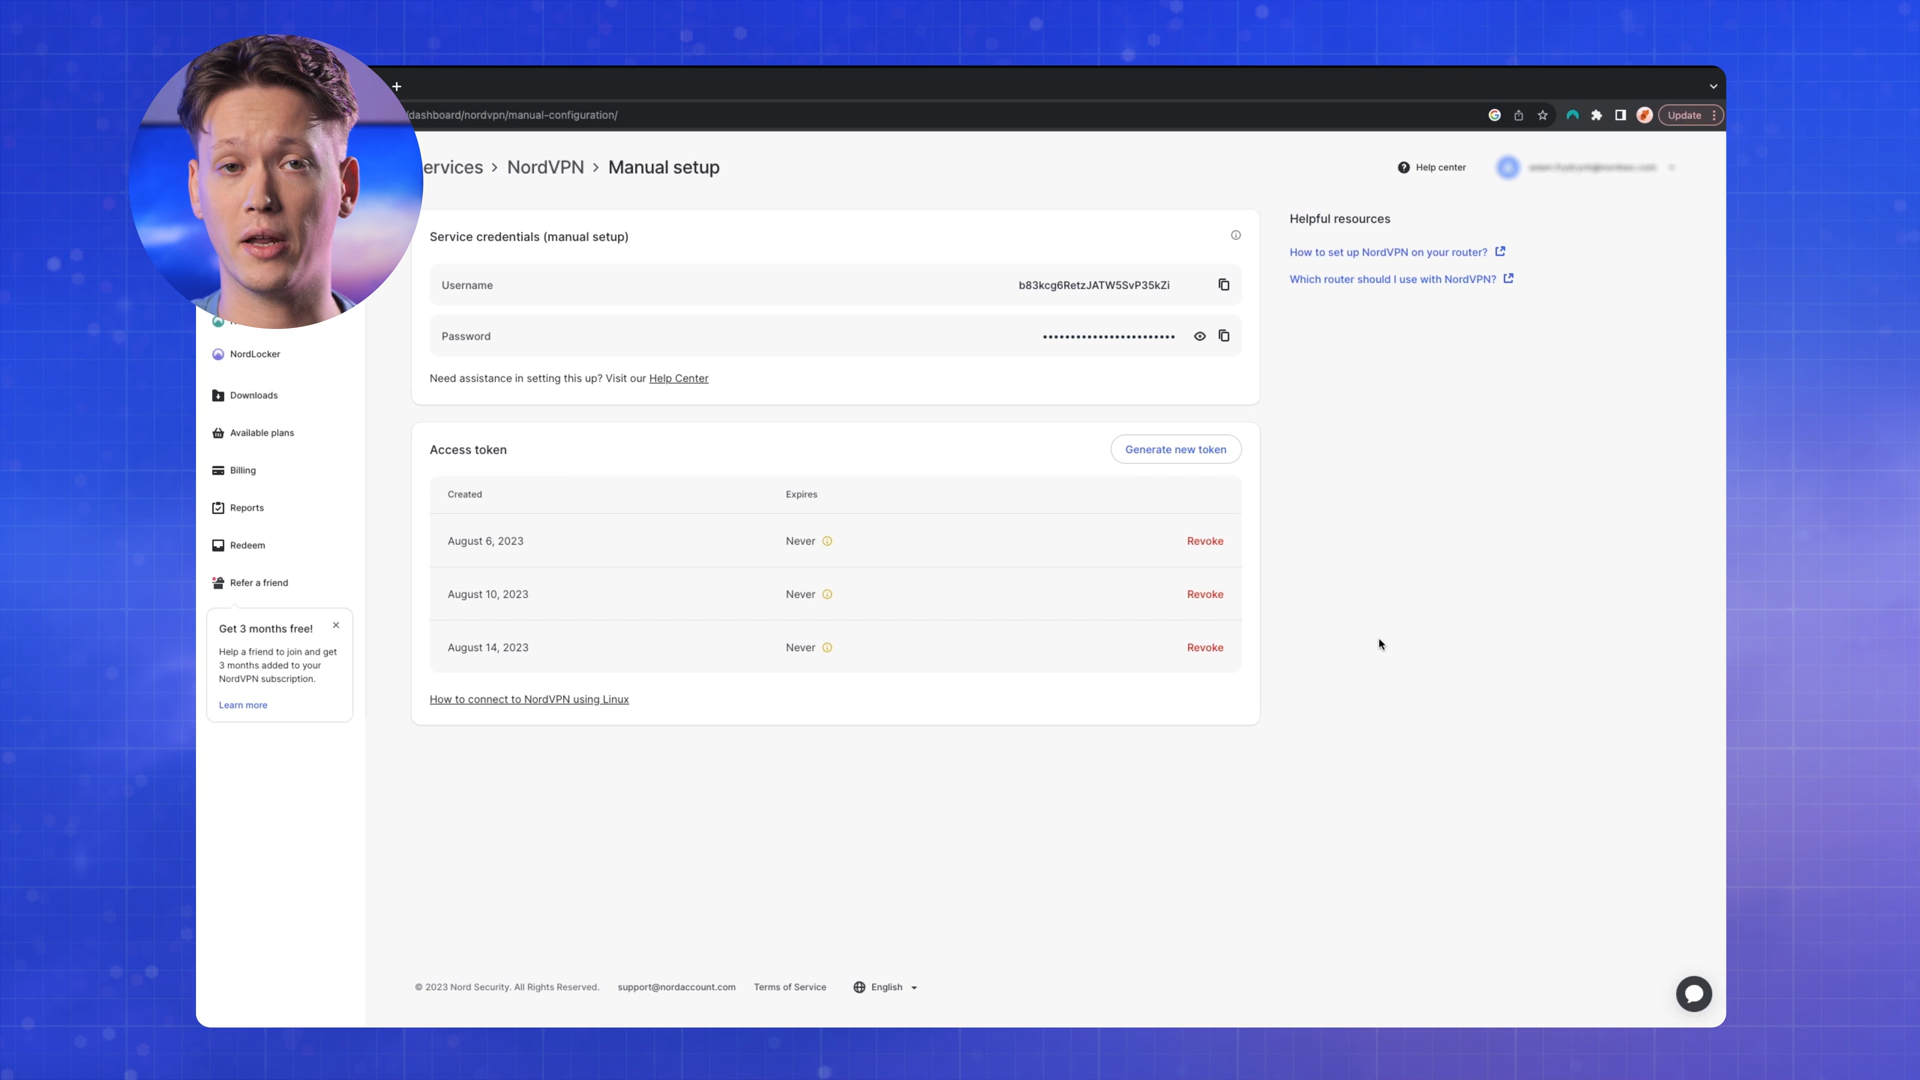 /dashboard/nordvpn/manual-configuration/
Update
ervices > NordVPN > Manual setup
Help center
Service credentials (manual setup)
Username
b83kcg6RetzJATW5SvP35kZi
Password
••••••••••••••••••••••••
Need assistance in setting this up? Visit our Help Center
Helpful resources
How to set up NordVPN on your router?
Which router should I use with NordVPN?
NordLocker
Downloads
Available plans
Billing
Reports
Redeem
Refer a friend
Get 3 months free!
Help a friend to join and get
3 months added to your
NordVPN subscription.
Learn more
Access token
Generate new token
Created
Expires
August 6, 2023
Never
Revoke
August 10, 2023
Never
Revoke
August 14, 2023
Never
Revoke
How to connect to NordVPN using Linux
© 2023 Nord Security. All Rights Reserved.
support@nordaccount.com
Terms of Service
English